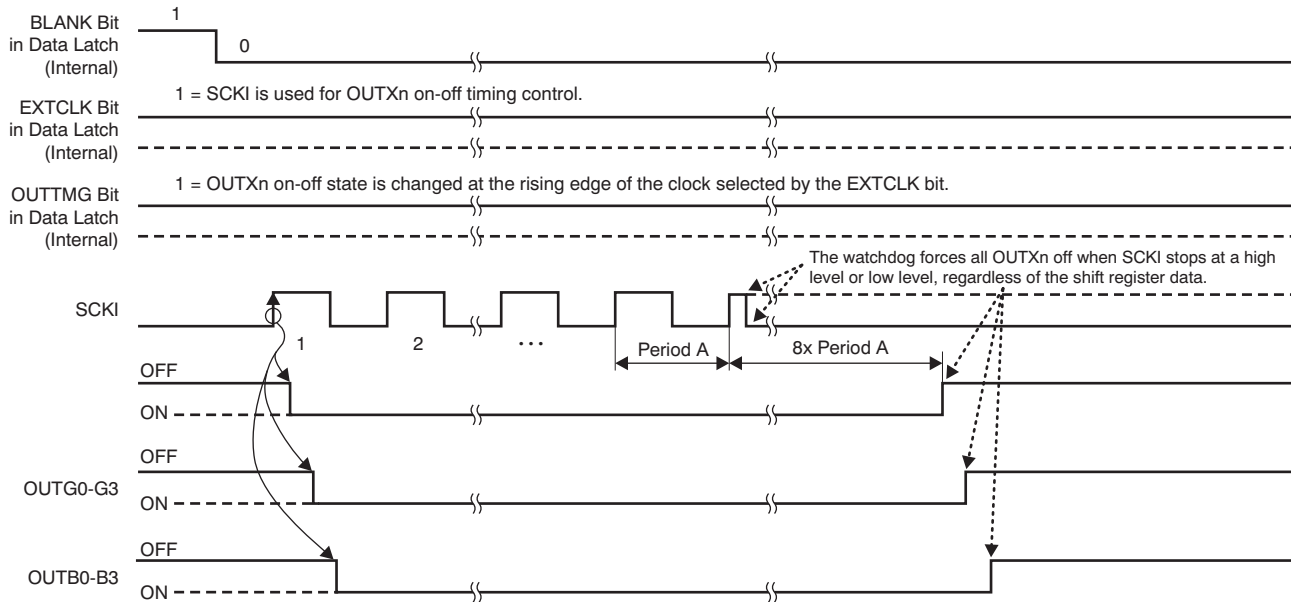 BLANK Bit
in Data Latch
(Internal)
1
0
EXTCLK Bit
in Data Latch
(Internal)
1 = SCKI is used for OUTXn on-off timing control.
OUTTMG Bit
in Data Latch
(Internal)
1 = OUTXn on-off state is changed at the rising edge of the clock selected by the EXTCLK bit.
The watchdog forces all OUTXn off when SCKI stops at a high
level or low level, regardless of the shift register data.
SCKI
1
2
...
Period A
8x Period A
OFF
ON
OFF
OUTG0-G3
ON
OFF
OUTB0-B3
ON